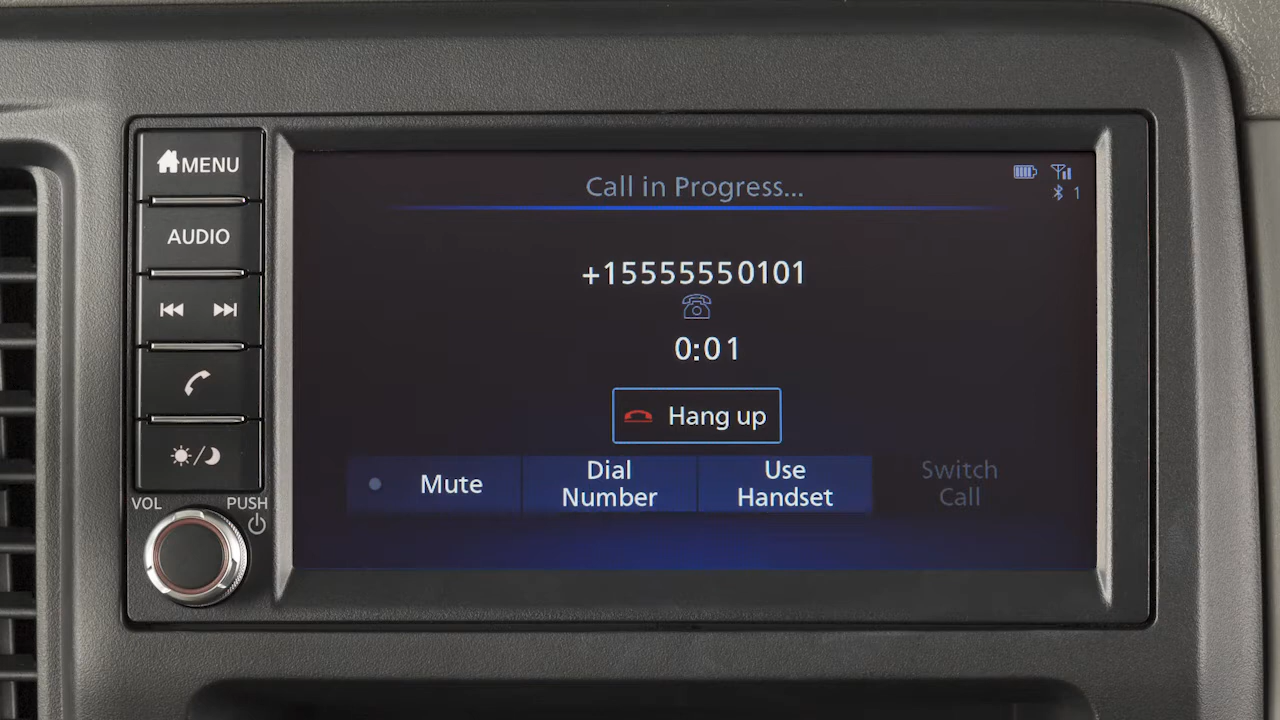 MENU
AUDIO
VOL
PUSH
Call in Progress...
1
+15555550101
0:01
Hang up
Mute
Dial
Number
Use
Handset
Switch
Call